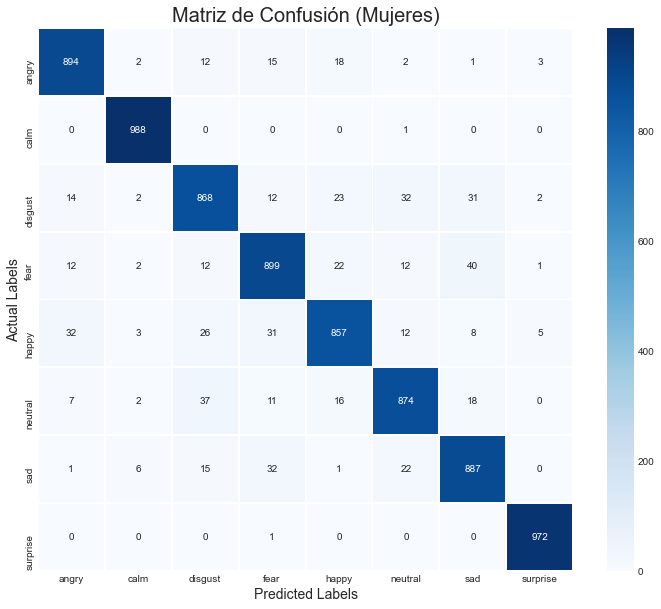 Matriz de Confusión (Mujeres)
Actual Labels
angry 894 2 12 15 18 2 1 3
calm 0 988 0 0 0 1 0 0
disgust 14 2 868 12 23 32 31 2
fear 12 2 12 899 22 12 40 1
happy 32 3 26 31 857 12 8 5
neutral 7 2 37 11 16 874 18 0
sad 1 6 15 32 1 22 887 0
surprise 0 0 0 1 0 0 0 972
angry calm disgust fear happy neutral sad surprise
Predicted Labels
800
600
400
200
0